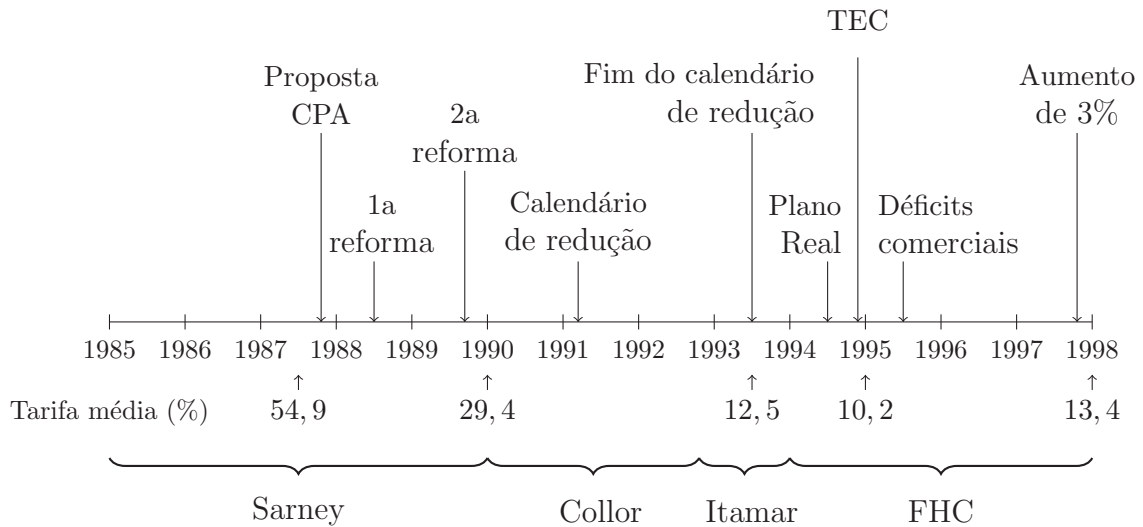 TEC
Proposta
CPA
Fim do calendário
de redução
Aumento
de 3%
2a
reforma
1a
reforma
Calendário
de redução
Plano
Real
Déficits
comerciais
1985 1986 1987 1988 1989 1990 1991 1992 1993 1994 1995 1996 1997 1998
Tarifa média (%) 54,9 29,4 12,5 10,2 13,4
Sarney Collor Itamar FHC